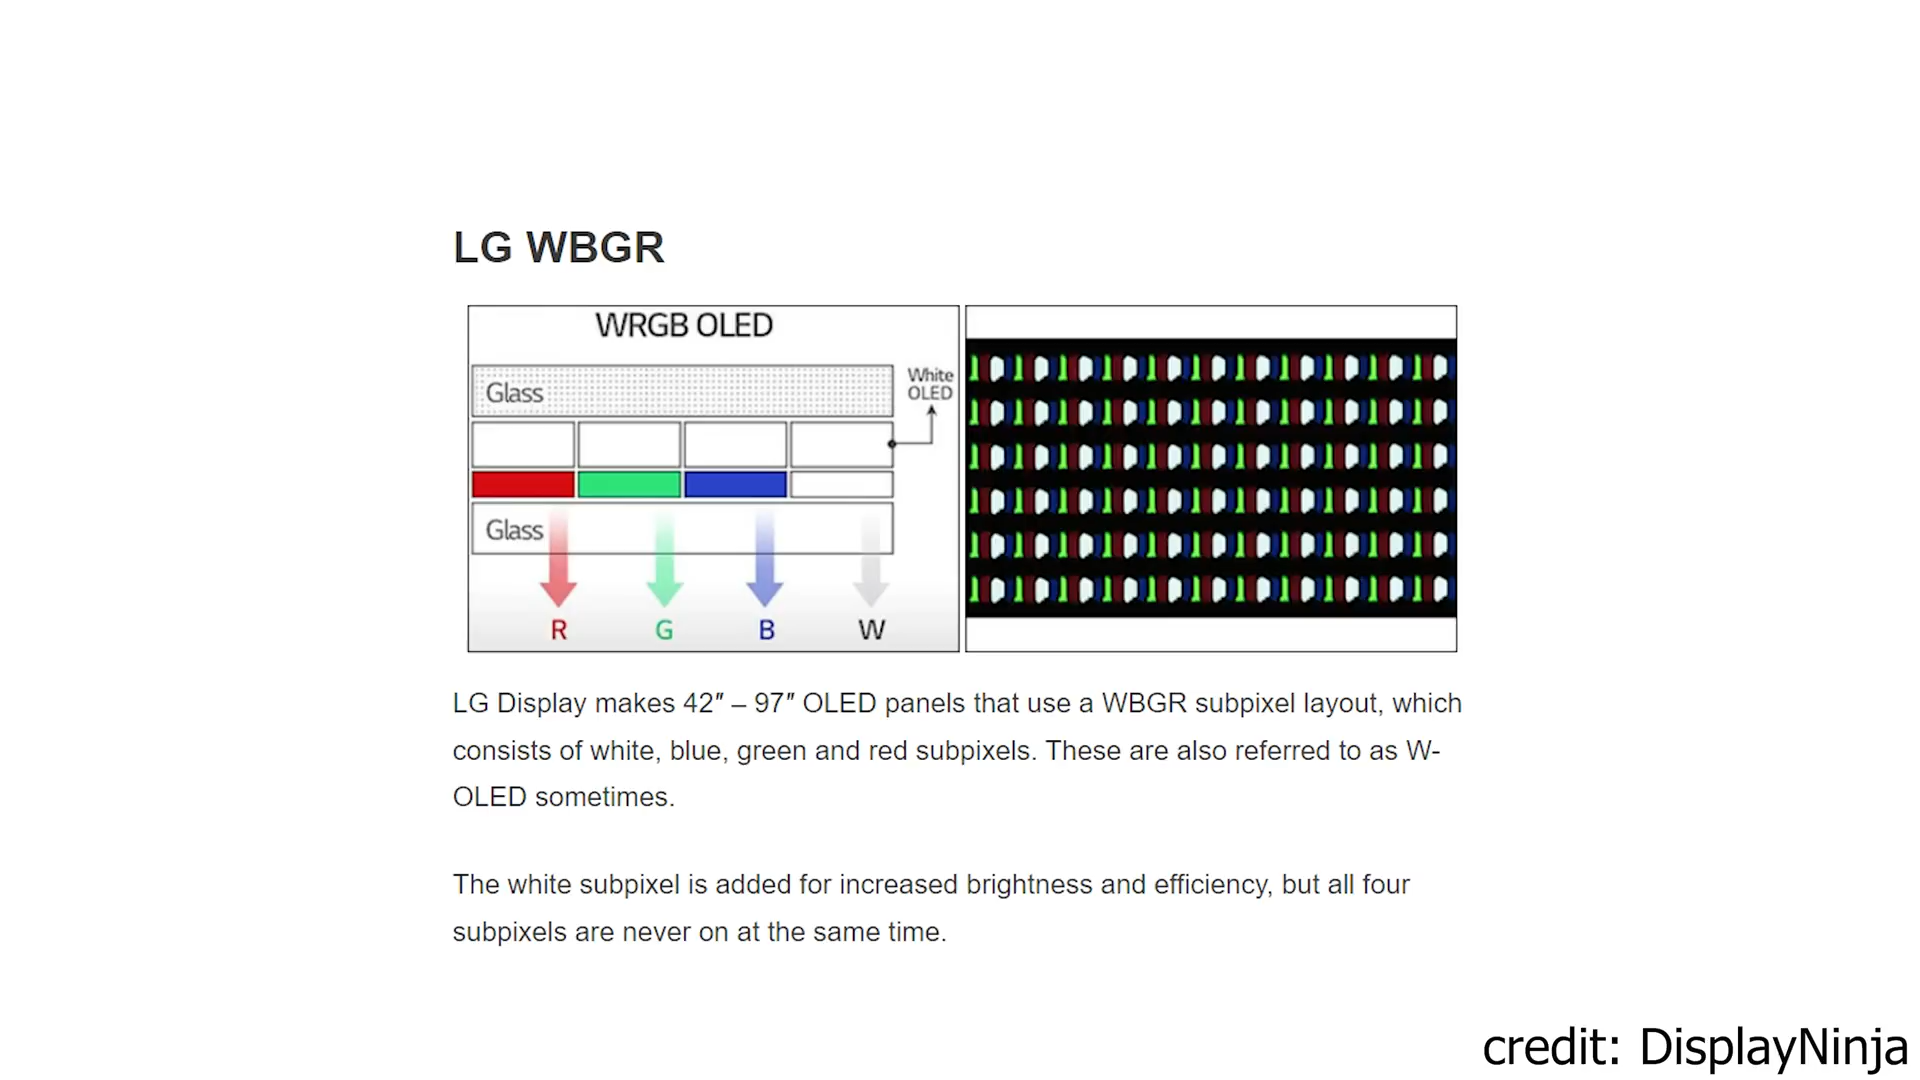 LG WBGR
WRGB OLED
Glass
White
OLED
Glass
R G B W
LG Display makes 42″ – 97″ OLED panels that use a WBGR subpixel layout, which
consists of white, blue, green and red subpixels. These are also referred to as W-
OLED sometimes.
The white subpixel is added for increased brightness and efficiency, but all four
subpixels are never on at the same time.
credit: DisplayNinja